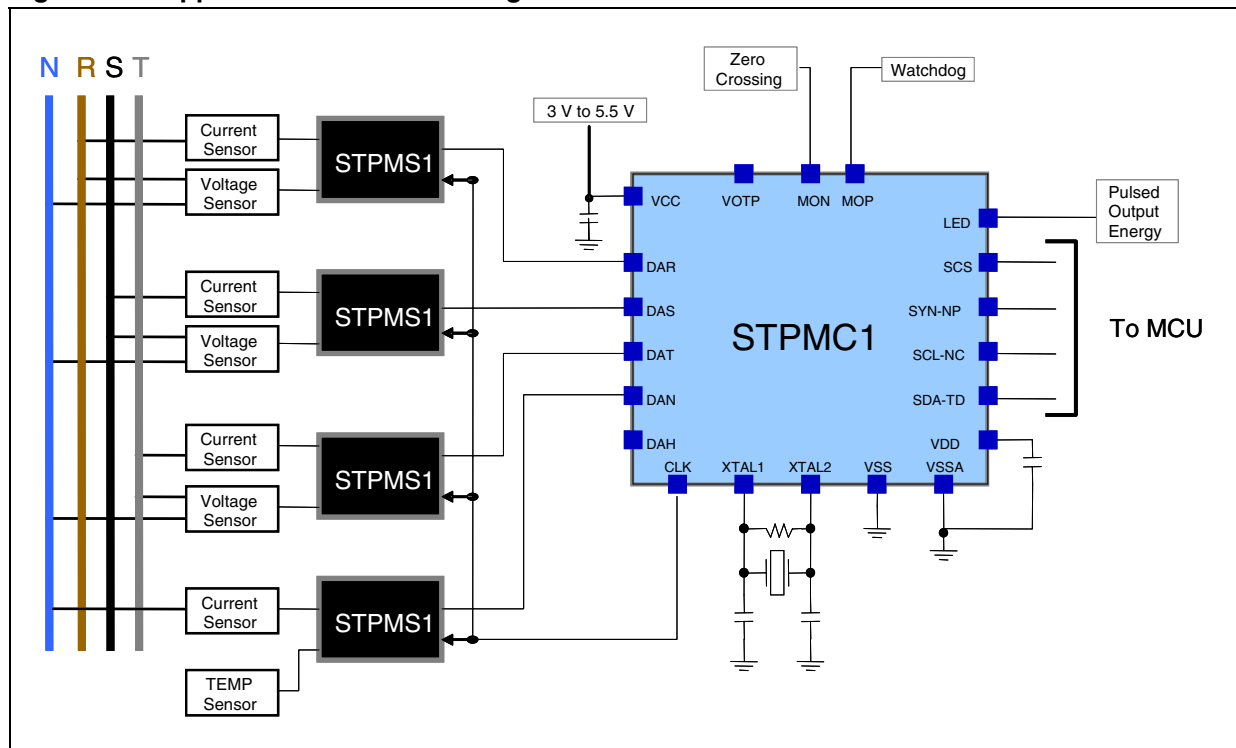 N R S T
Current
Sensor
Voltage
Sensor
STPMS1
Current
Sensor
Voltage
Sensor
STPMS1
Current
Sensor
Voltage
Sensor
STPMS1
Current
Sensor
TEMP
Sensor
STPMS1
3 V to 5.5 V
Zero
Crossing
Watchdog
VCC
VOTP
MON
MOP
LED
Pulsed
Output
Energy
DAR
DAS
DAT
DAN
DAH
STPMC1
SCS
SYN-NP
SCL-NC
SDA-TD
VDD
To MCU
CLK
XTAL1
XTAL2
VSS
VSSA